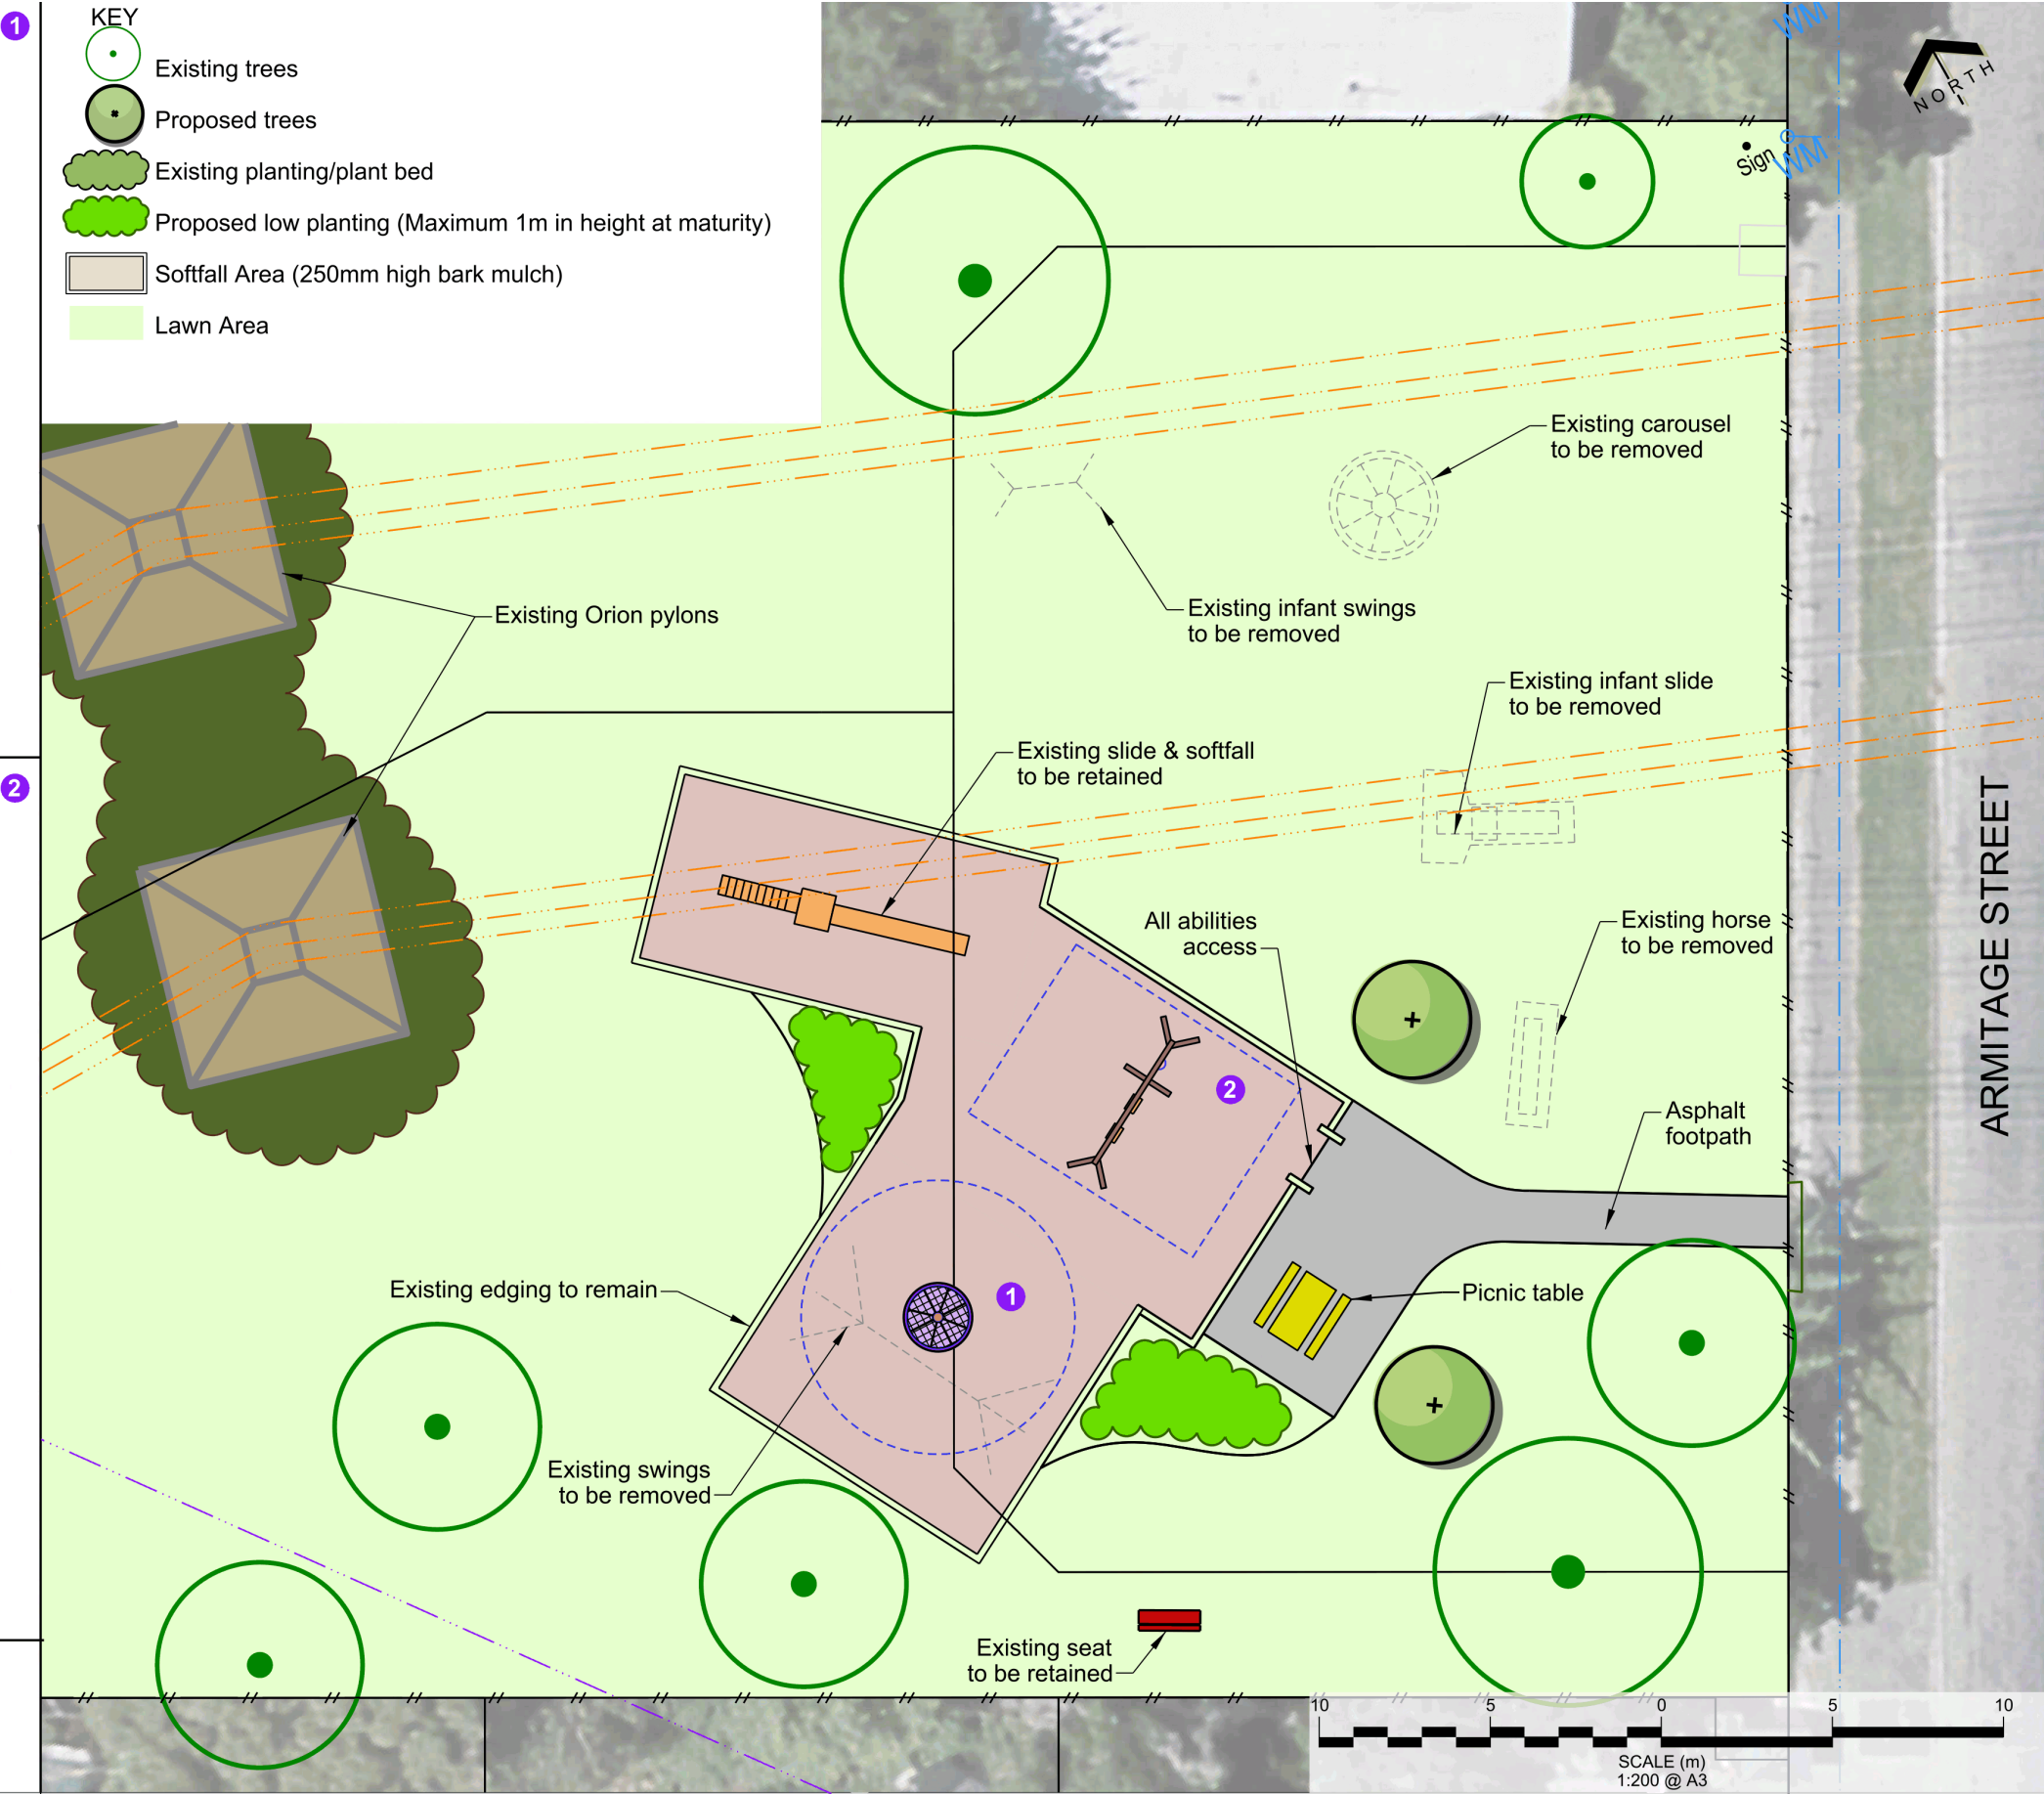 1
KEY
Existing trees
Proposed trees
Existing planting/plant bed
Proposed low planting (Maximum 1m in height at maturity)
Softfall Area (250mm high bark mulch)
Lawn Area
WM
NORTH
Sign
WM
Existing carousel
to be removed
Existing Orion pylons
Existing infant swings
to be removed
Existing infant slide
to be removed
2
Existing slide & softfall
to be retained
ARMITAGE STREET
All abilities
access
Existing horse
to be removed
2
Asphalt
footpath
Existing edging to remain
1
Picnic table
Existing swings
to be removed
Existing seat
to be retained
10 5 0 5 10
SCALE (m)
1:200 @ A3